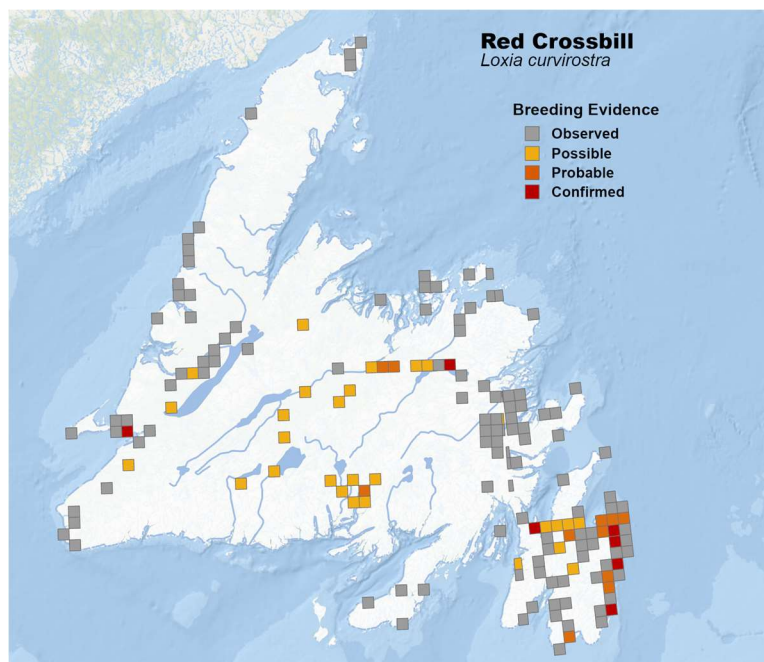 Red Crossbill
Loxia curvirostra
Breeding Evidence
Observed
Possible
Probable
Confirmed